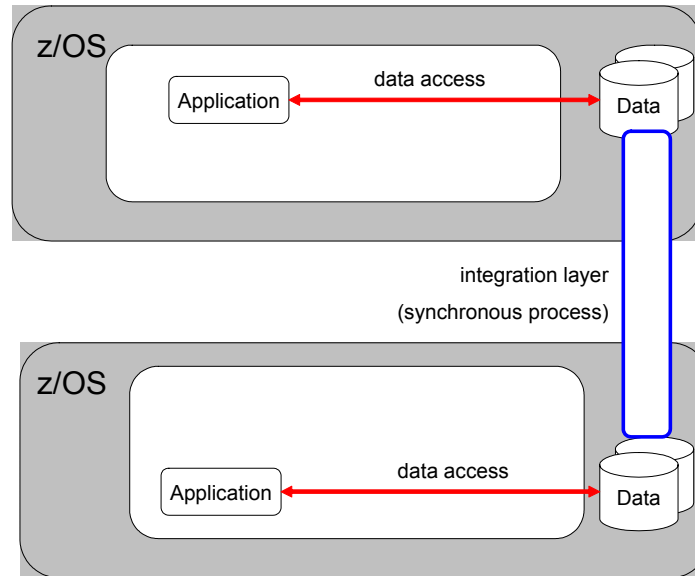 z/OS
data access
Application
Data
integration layer
(synchronous process)
z/OS
data access
Application
Data